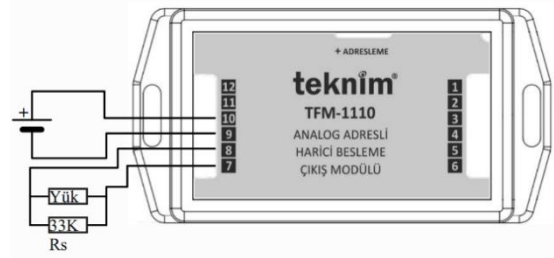 + ADRESLEME
teknim®
TFM-1110
ANALOG ADRESLİ
HARİCİ BESLEME
ÇIKIŞ MODÜLÜ
12
11
10
9
8
7
1
2
3
4
5
6
+
Yük
33K
Rs